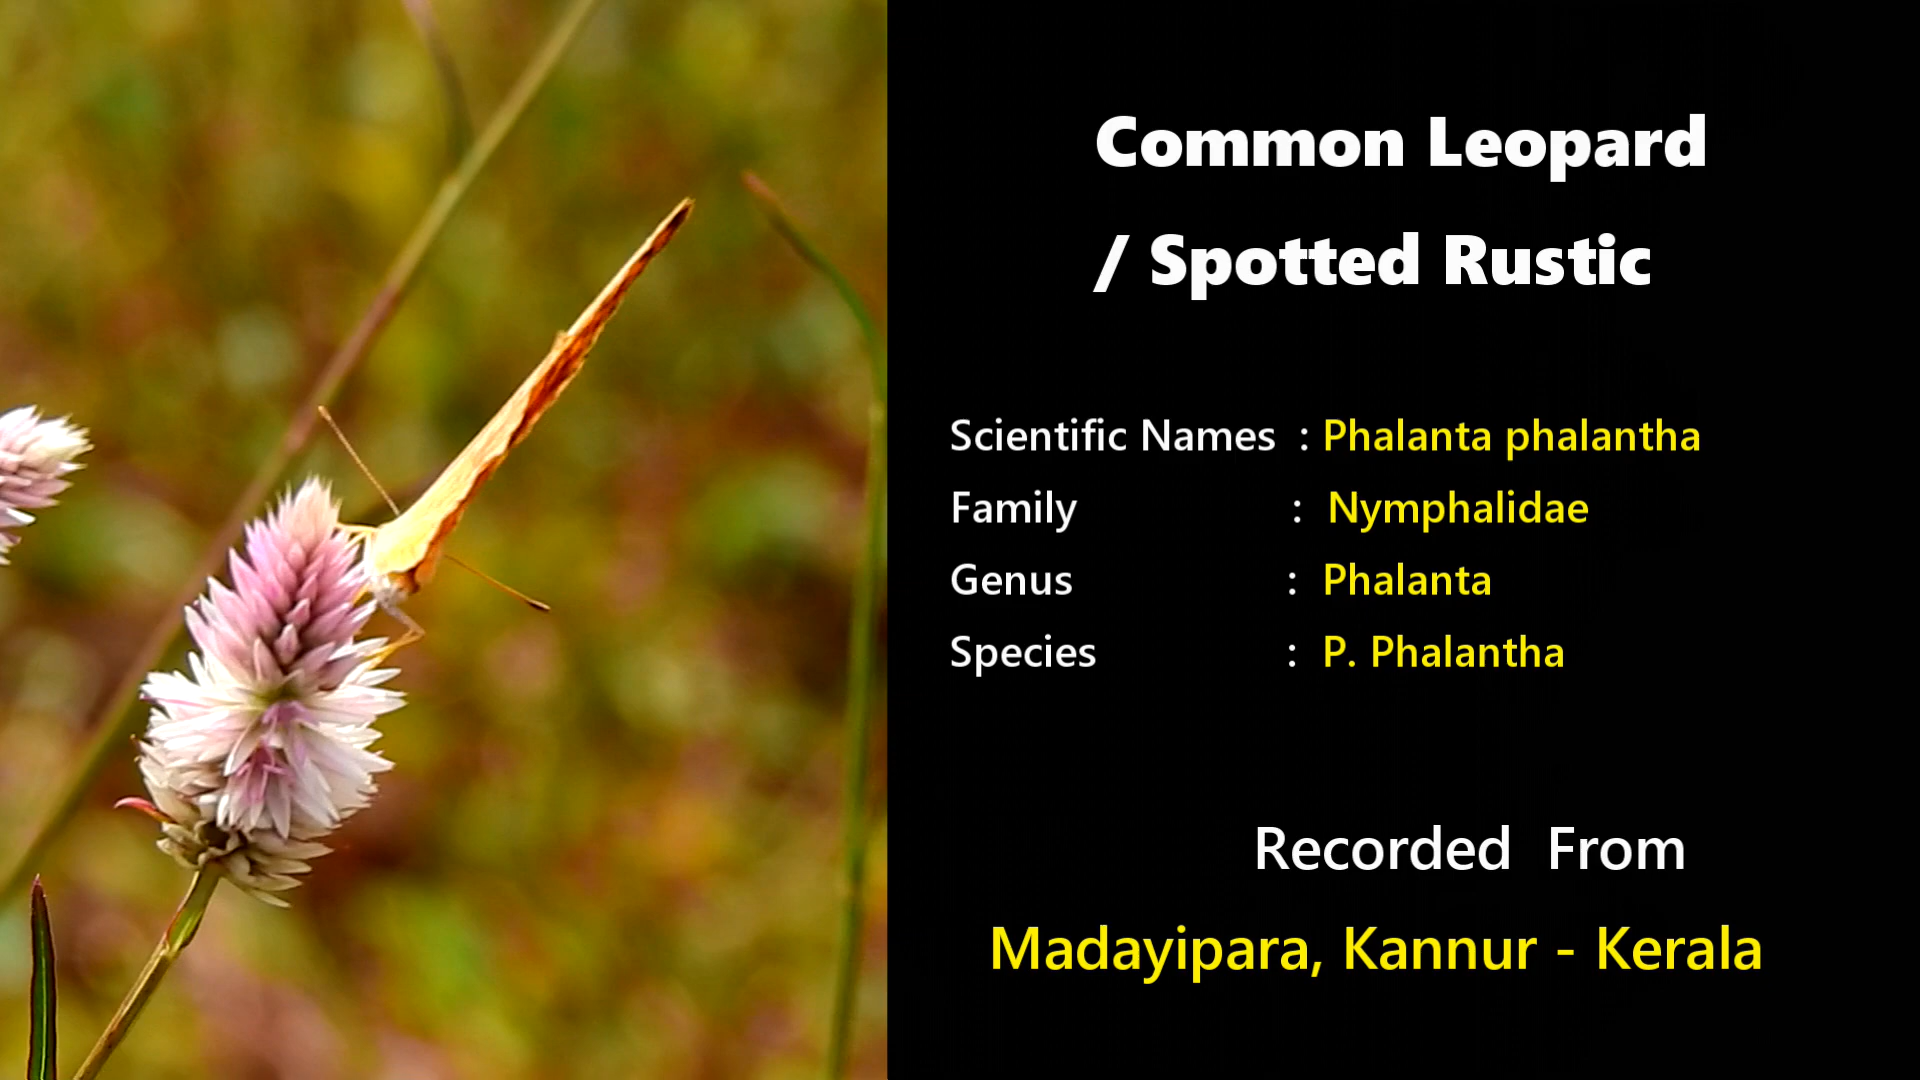 Common Leopard
/ Spotted Rustic
Scientific Names : Phalanta phalantha
Family : Nymphalidae
Genus : Phalanta
Species : P. Phalantha
Recorded From
Madayipara, Kannur - Kerala